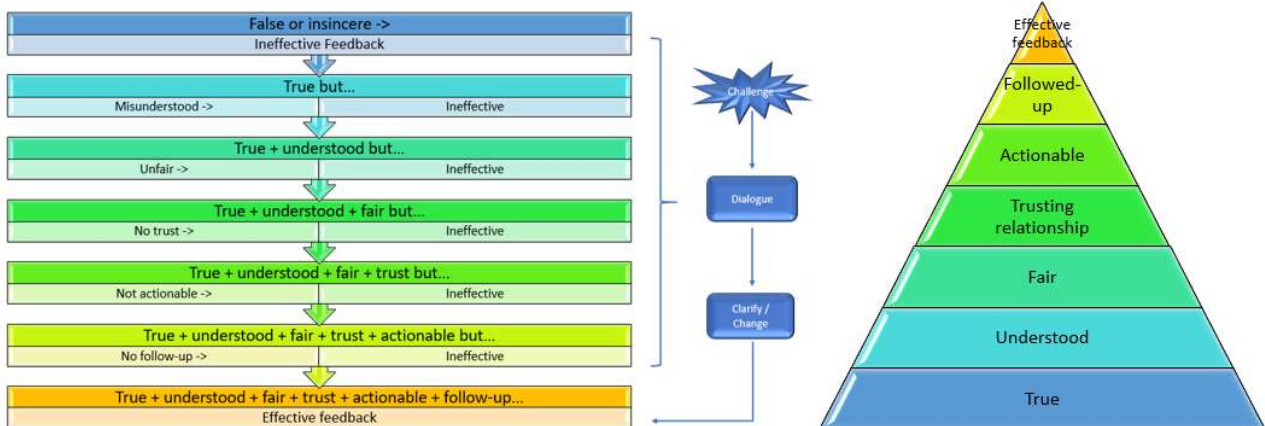 False or insincere ->
Ineffective Feedback
True but...
Misunderstood ->
Ineffective
True + understood but...
Unfair ->
Ineffective
True + understood + fair but...
No trust ->
Ineffective
True + understood + fair + trust but...
Not actionable ->
Ineffective
True + understood + fair + trust + actionable but...
No follow-up ->
Ineffective
True + understood + fair + trust + actionable + follow-up...
Effective feedback
Challenge
Dialogue
Clarify /
Change
Effective
feedback
Followed-
up
Actionable
Trusting
relationship
Fair
Understood
True